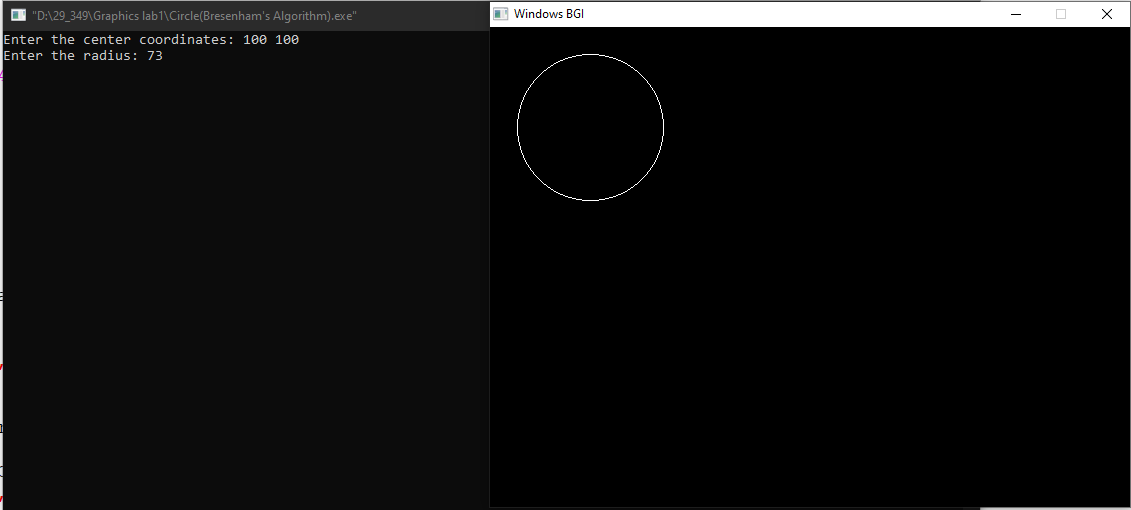 "D:\29_349\Graphics lab1\Circle(Bresenham's Algorithm).exe"
Windows BGI
Enter the center coordinates: 100 100
Enter the radius: 73